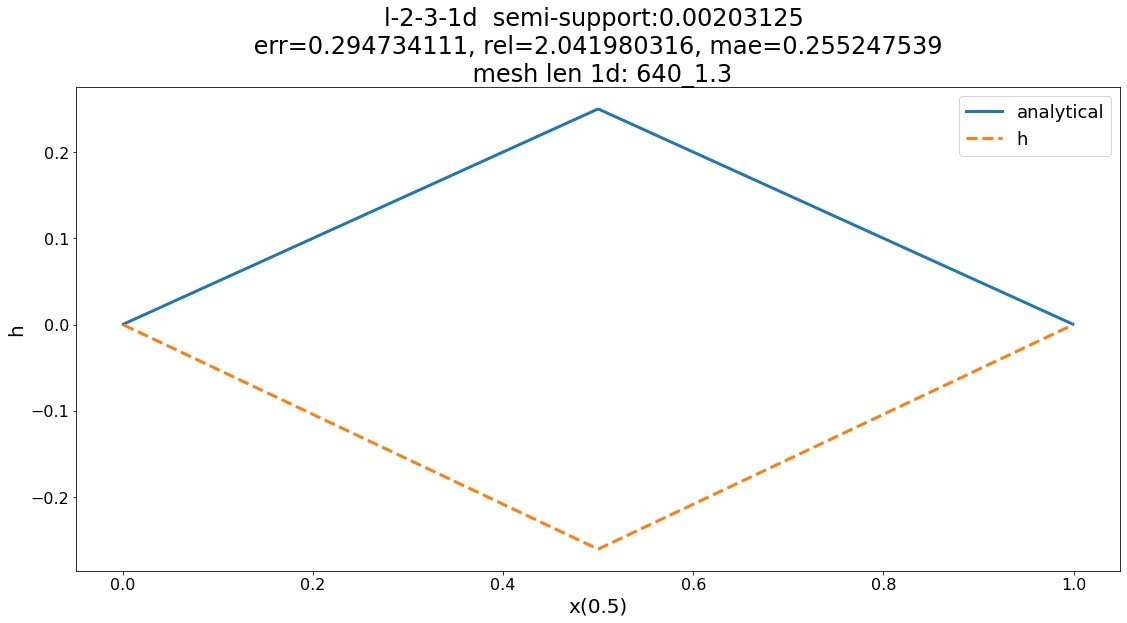 l-2-3-1d  semi-support:0.00203125
err=0.294734111, rel=2.041980316, mae=0.255247539
mesh len 1d: 640_1.3
analytical
h
0.2
0.1
0.0
−0.1
−0.2
h
0.0
0.2
0.4
0.6
0.8
1.0
x(0.5)